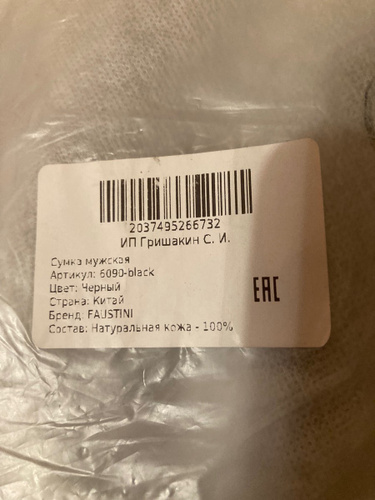 2037495266732
ИП Гришакин С. И.
Сумка мужская
Артикул: 6090-black
Цвет: Черный
Страна: Китай
Бренд: FAUSTINI
Состав: Натуральная кожа - 100%
EAC